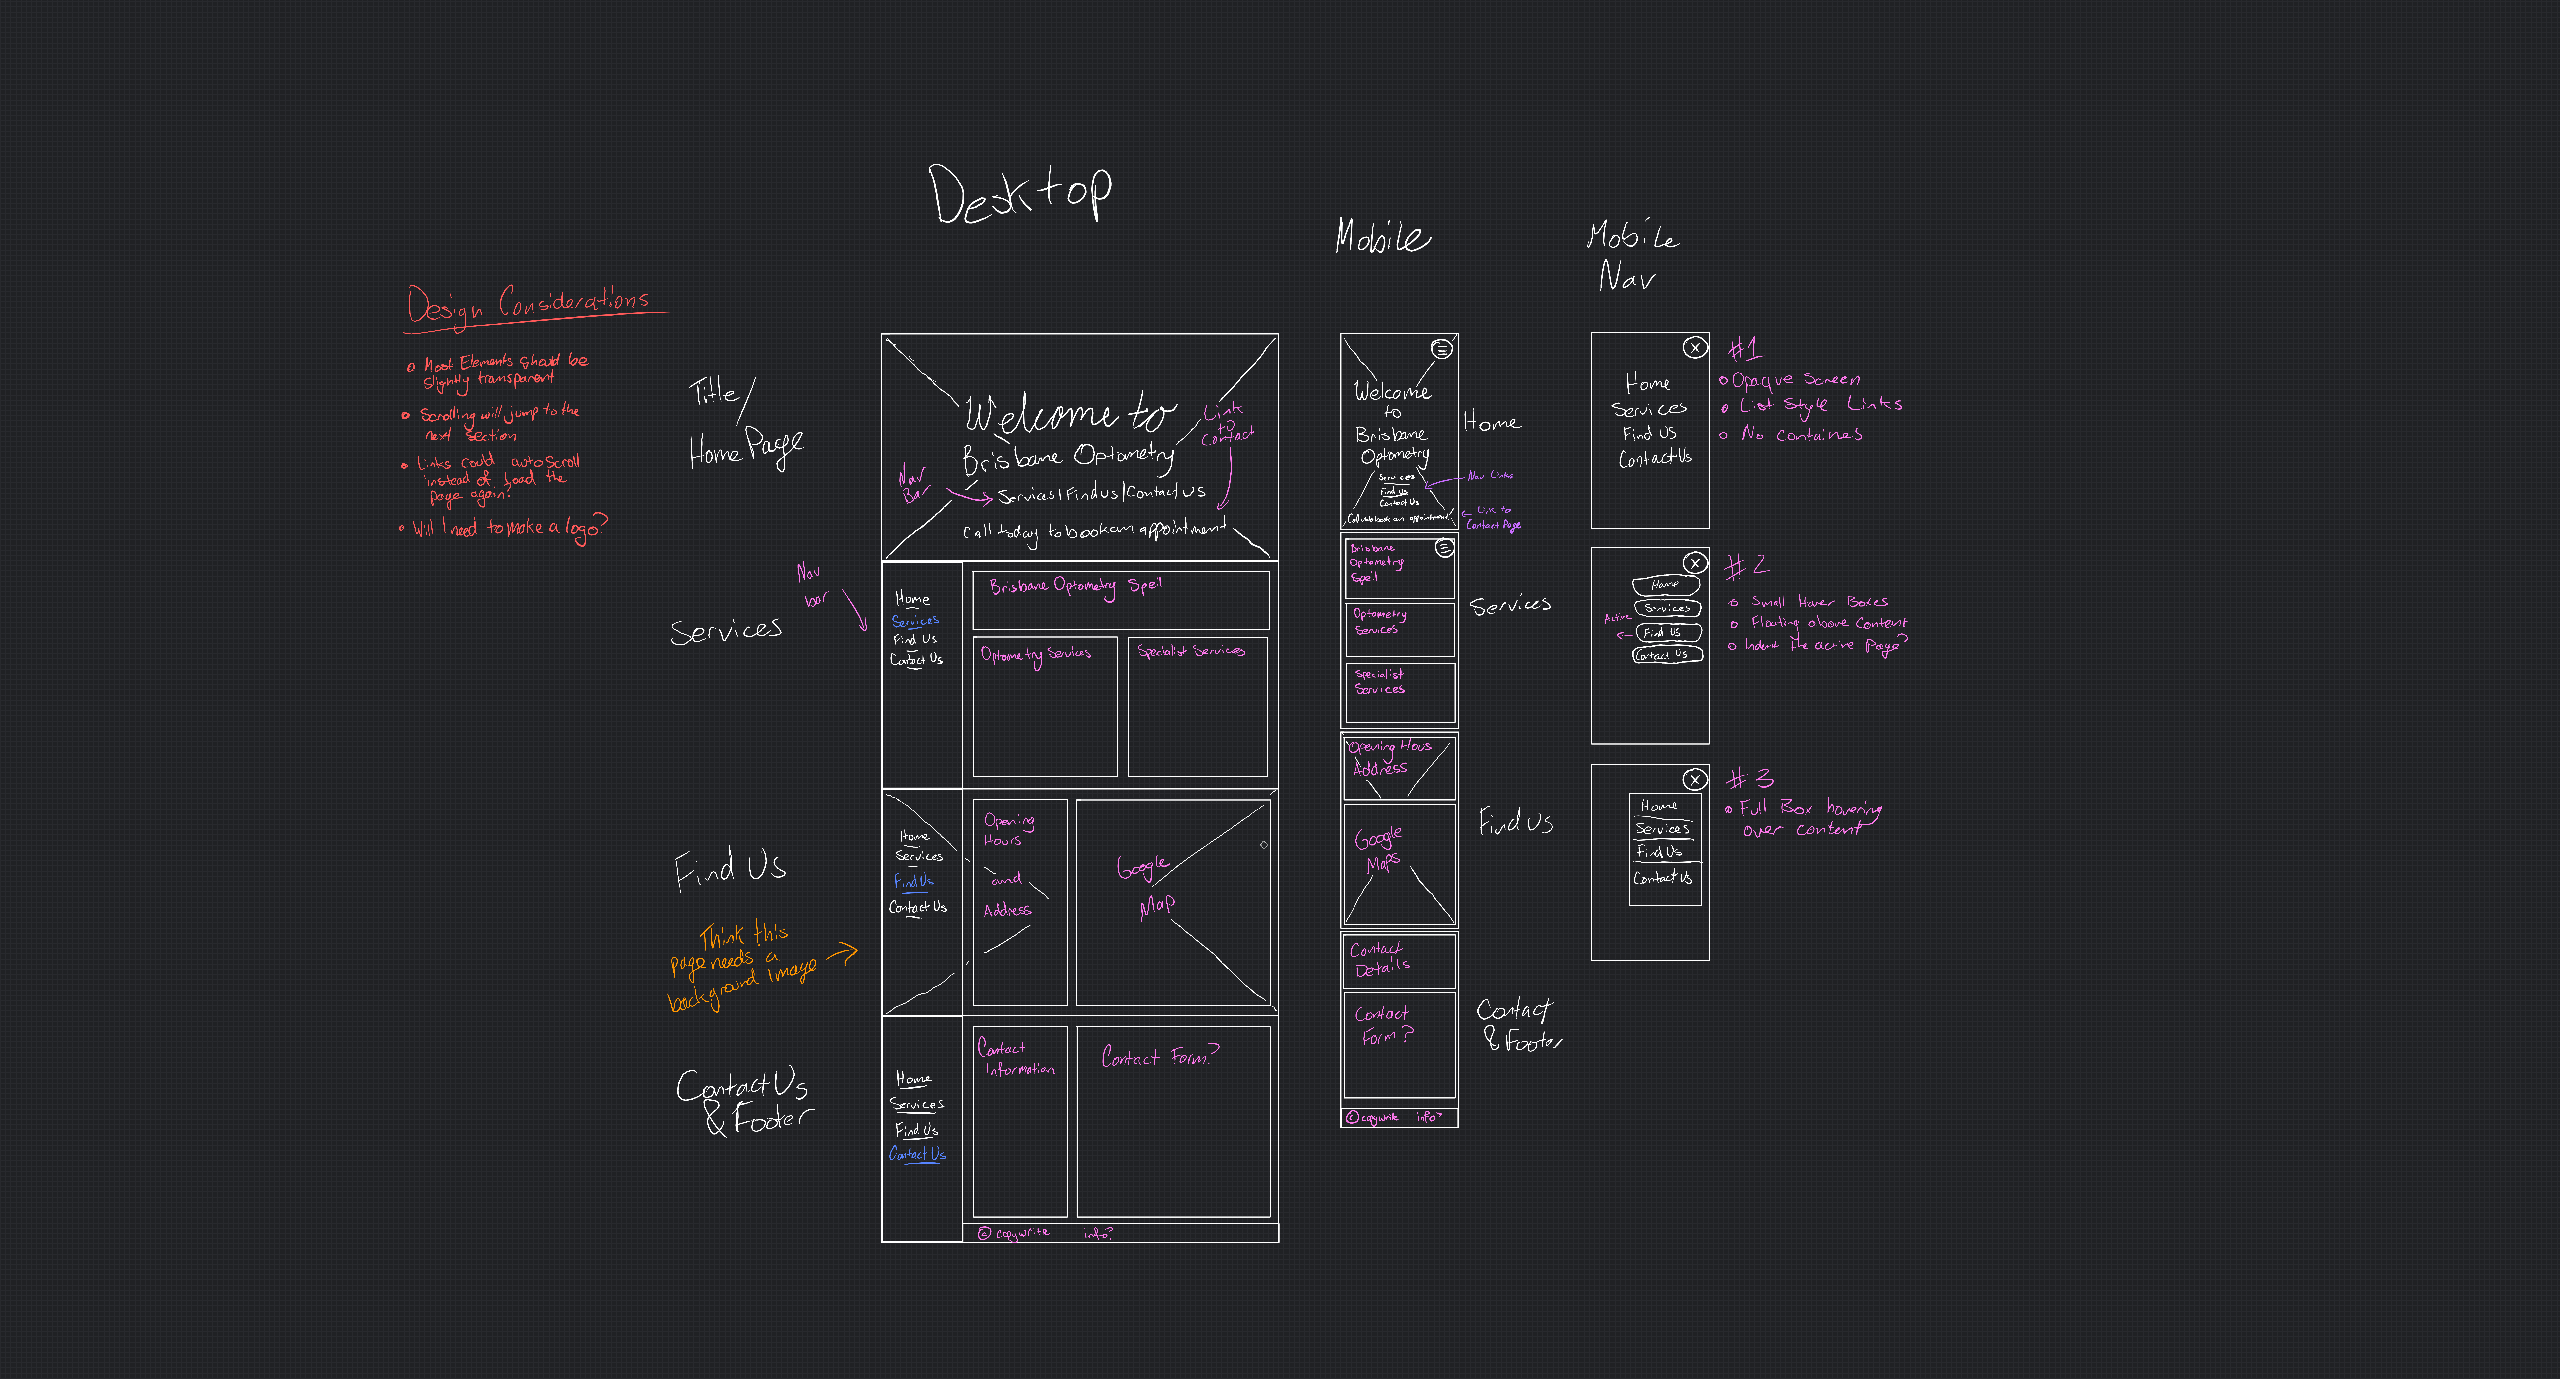 Desktop
Mobile
Mobile
Nav
Design Considerations
Most Elements should be
slightly transparent
Scrolling will jump to the
next section
Links could auto Scroll
instead of load the
page again?
Will I need to make a logo?
Title/
Home Page
Welcome to
Brisbane Optometry
Services | Find us | Contact us
Call today to book an appointment
Nav
Bar
Link
to
Contact
Services
Nav
bar
Home
Services
Find Us
Contact Us
Brisbane Optometry Speil
Optometry Services
Specialist Services
Find Us
Think this
page needs a
background Image
Home
Services
Find Us
Contact Us
Opening
Hours
and
Address
Google
Map
Contact Us
& Footer
Home
Services
Find Us
Contact Us
Contact
Information
Contact Form?
© copywrite info?
Welcome
to
Brisbane
Optometry
Services
Find Us
Contact Us
Call to book an appointment
Home
Nav Links
Link to
Contact Page
Brisbane
Optometry
Speil
Optometry
Services
Specialist
Services
Services
Opening Hous
Address
Google
Maps
Find Us
Contact
Details
Contact
Form?
© copywrite info?
Contact
& Footer
X
Home
Services
Find Us
Contact Us
#1
Opaque Screen
List Style Links
No Containes
X
Home
Services
Find Us
Contact Us
Active
#2
Small Hover Boxes
Floating above Content
Indent the active Page?
X
Home
Services
Find Us
Contact Us
#3
Full Box hovering
over content